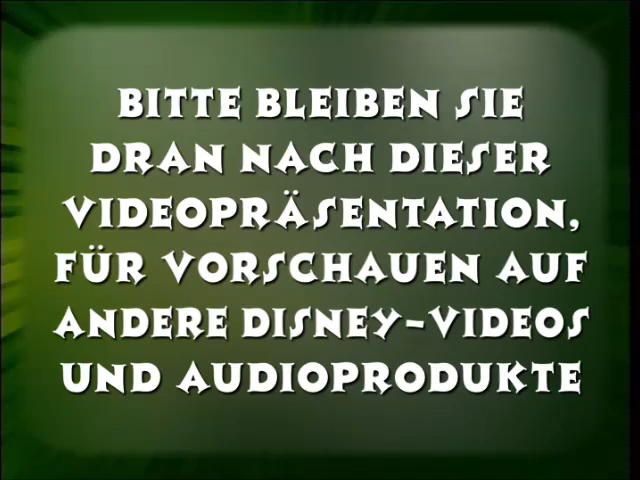 BITTE BLEIBEN SIE
DRAN NACH DIESER
VIDEOPRÄSENTATION,
FÜR VORSCHAUEN AUF
ANDERE DISNEY-VIDEOS
UND AUDIOPRODUKTE